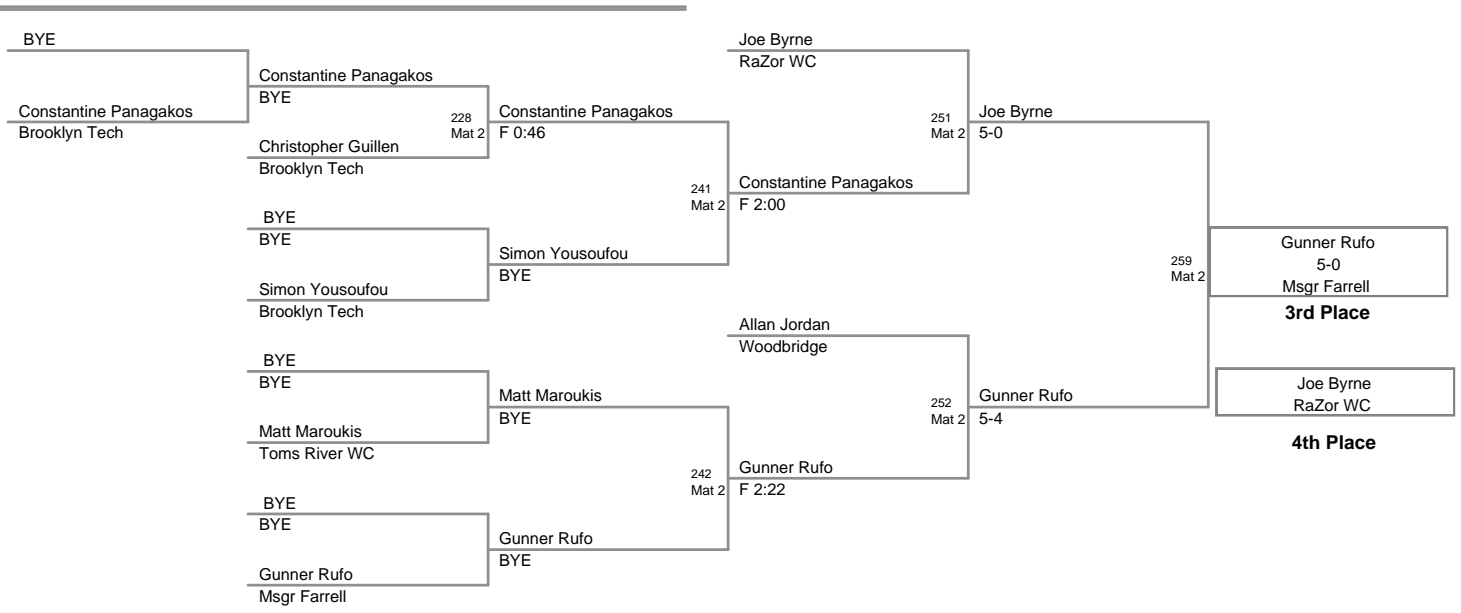 BYE
Constantine Panagakos
Brooklyn Tech
Constantine Panagakos
BYE
Christopher Guillen
Brooklyn Tech
BYE
BYE
Simon Yousoufou
Brooklyn Tech
BYE
BYE
Matt Maroukis
Toms River WC
BYE
BYE
Gunner Rufo
Msgr Farrell
228
Mat 2
Constantine Panagakos
F 0:46
Simon Yousoufou
BYE
Matt Maroukis
BYE
Gunner Rufo
BYE
Joe Byrne
RaZor WC
241
Mat 2
Constantine Panagakos
F 2:00
Allan Jordan
Woodbridge
242
Mat 2
Gunner Rufo
F 2:22
251
Mat 2
Joe Byrne
5-0
252
Mat 2
Gunner Rufo
5-4
259
Mat 2
Gunner Rufo
5-0
Msgr Farrell
3rd Place
Joe Byrne
RaZor WC
4th Place